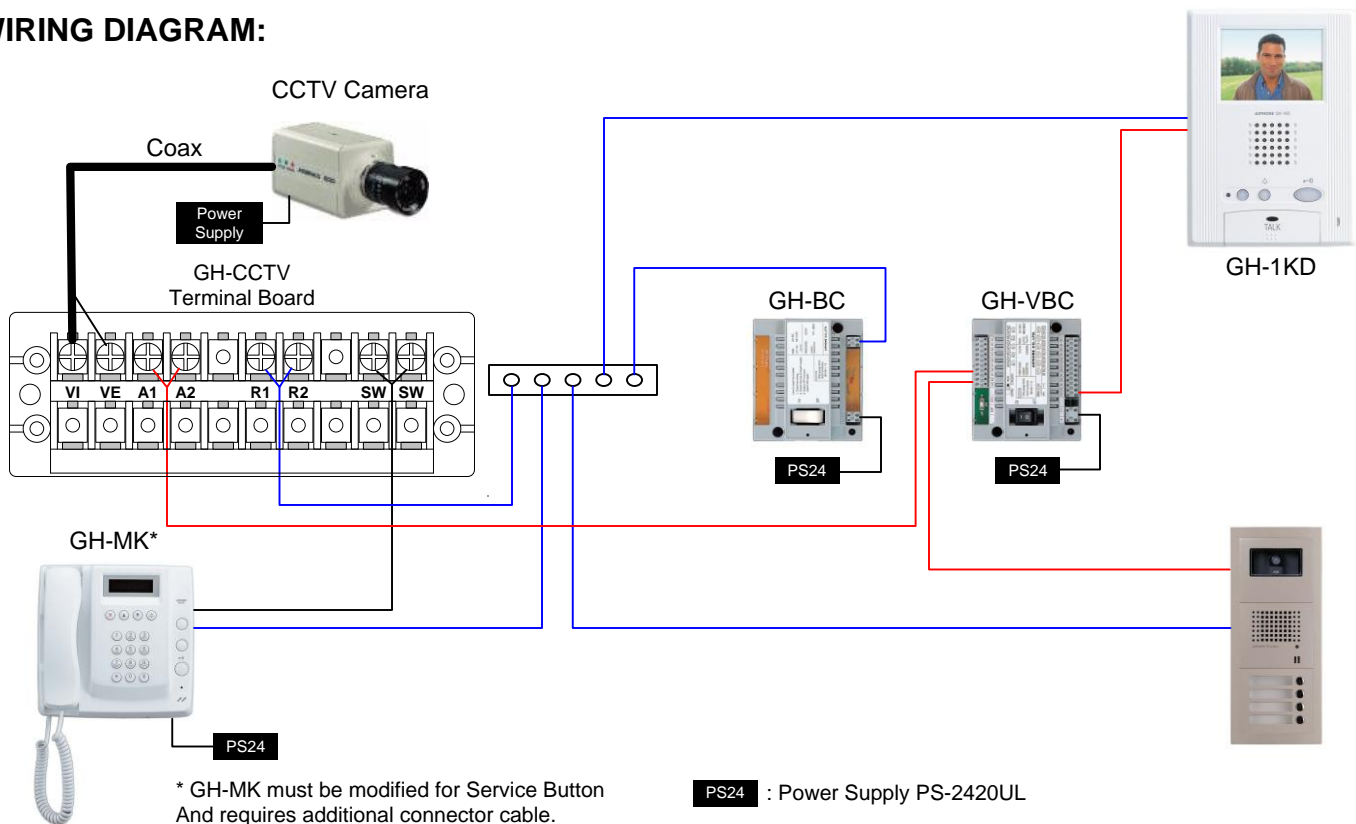 WIRING DIAGRAM:
CCTV Camera
Coax
Power
Supply
GH-CCTV
Terminal Board
VI VE A1 A2 R1 R2 SW SW
GH-BC
GH-VBC
GH-1KD
TALK
PS24
PS24
GH-MK*
PS24
* GH-MK must be modified for Service Button
And requires additional connector cable.
PS24 : Power Supply PS-2420UL